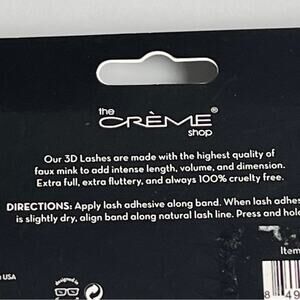 the
CRÈME®
shop
Our 3D Lashes are made with the highest quality of
faux mink to add intense length, volume, and dimension.
Extra full, extra fluttery, and always 100% cruelty free.
DIRECTIONS: Apply lash adhesive along band. When lash adhes
is slightly dry, align band along natural lash line. Press and hold
Item
USA
designed in
8 49